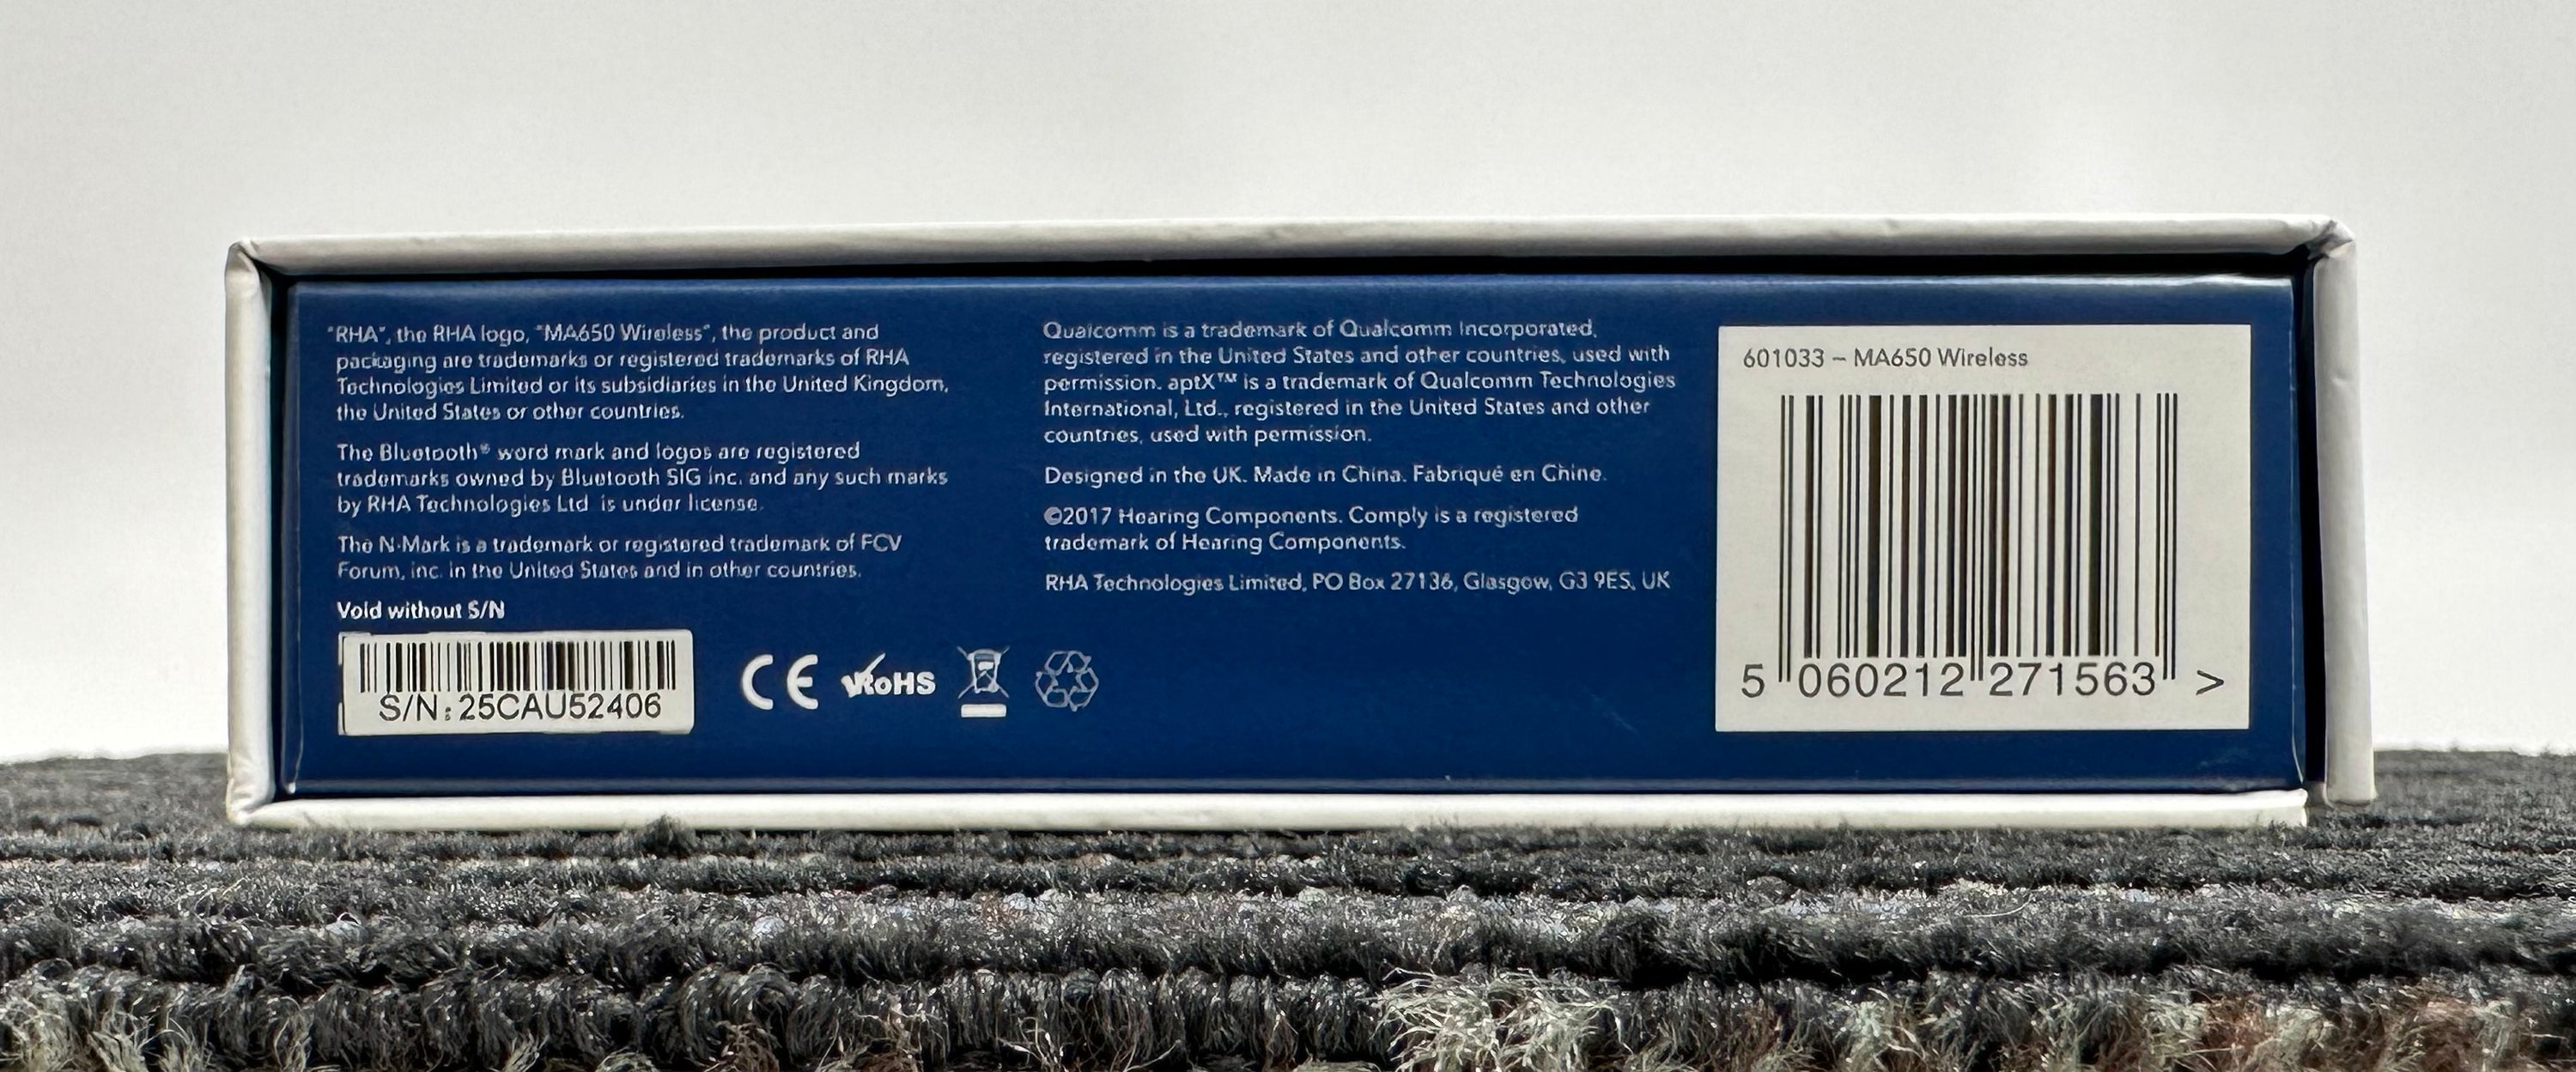 "RHA", the RHA logo, "MA650 Wireless", the product and
packaging are trademarks or registered trademarks of RHA
Technologies Limited or its subsidiaries in the United Kingdom,
the United States or other countries.
The Bluetooth® word mark and logos are registered
trademarks owned by Bluetooth SIG Inc. and any such marks
by RHA Technologies Ltd is under license.
The N-Mark is a trademark or registered trademark of FCV
Forum, inc. in the United States and in other countries.
Void without S/N
S/N: 25CAU52406
CE RoHS
Qualcomm is a trademark of Qualcomm Incorporated,
registered in the United States and other countries, used with
permission. aptX™ is a trademark of Qualcomm Technologies
International, Ltd., registered in the United States and other
countries, used with permission.
Designed in the UK. Made in China. Fabriqué en Chine.
©2017 Hearing Components. Comply is a registered
trademark of Hearing Components.
RHA Technologies Limited, PO Box 27136, Glasgow, G3 9ES, UK
601033 – MA650 Wireless
5 060212 271563 >